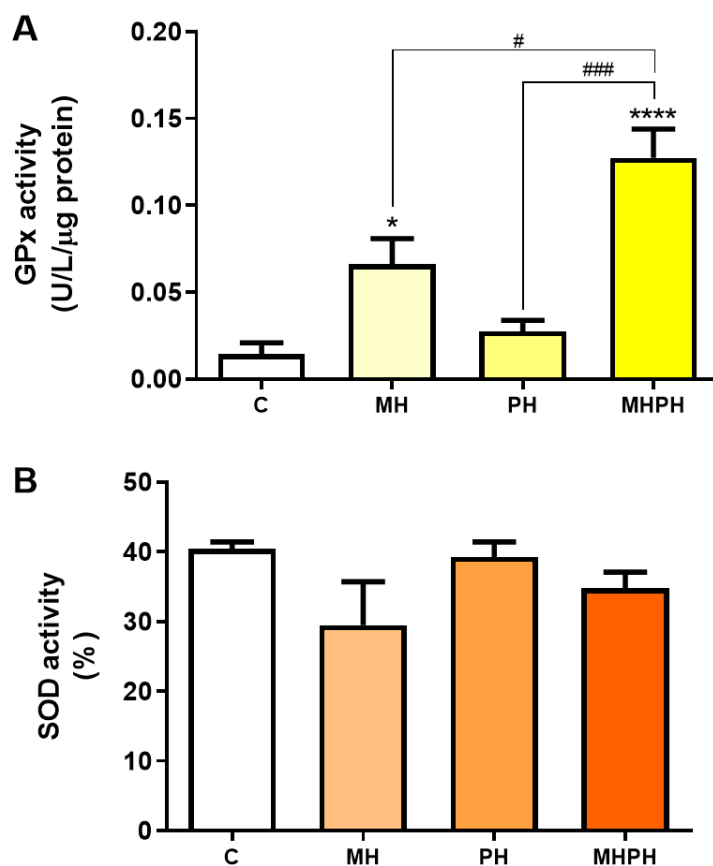 A
GPx activity
(U/L/µg protein)
0.20
0.15
0.10
0.05
0.00
#
###
*
****
C MH PH MHPH
B
SOD activity
(%)
50
40
30
20
10
0
C MH PH MHPH